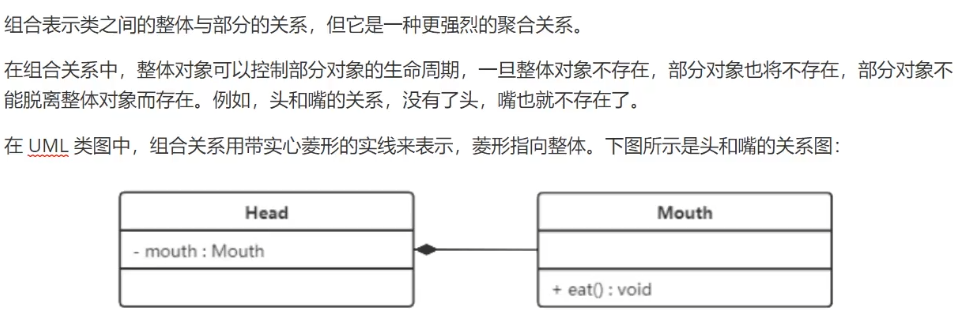 组合表示类之间的整体与部分的关系，但它是一种更强烈的聚合关系。
在组合关系中，整体对象可以控制部分对象的生命周期，一旦整体对象不存在，部分对象也将不存在，部分对象不
能脱离整体对象而存在。例如，头和嘴的关系，没有了头，嘴也就不存在了。
在 UML 类图中，组合关系用带实心菱形的实线来表示，菱形指向整体。下图所示是头和嘴的关系图：
Head
- mouth : Mouth
Mouth
+ eat() : void